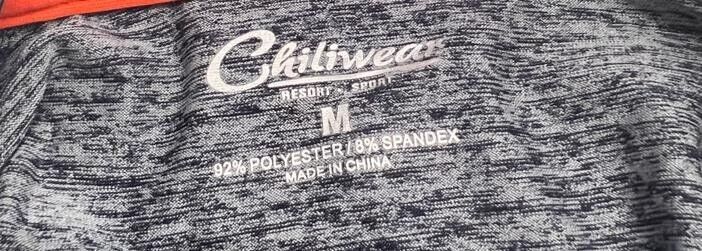 Chiliwear
RESORT SPORT
M
92% POLYESTER / 8% SPANDEX
MADE IN CHINA